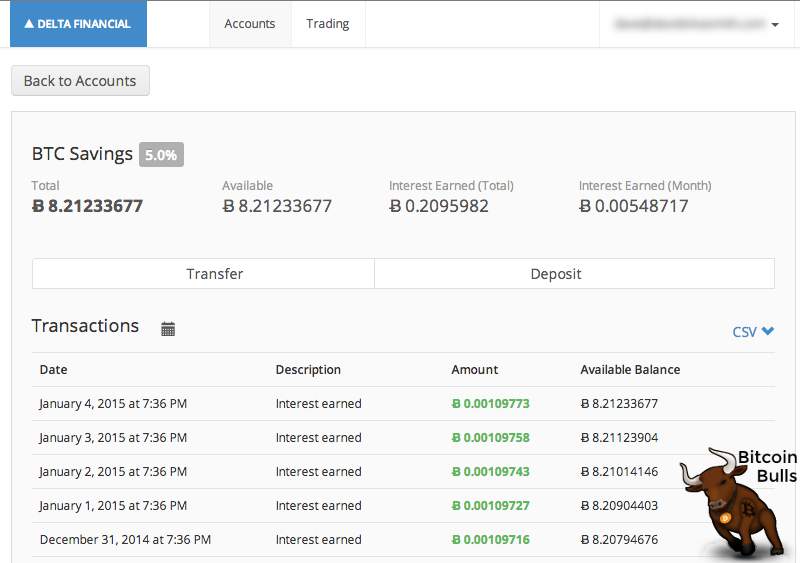 ▲ DELTA FINANCIAL Accounts Trading
Back to Accounts
BTC Savings 5.0%
Total Available Interest Earned (Total) Interest Earned (Month)
Ƀ 8.21233677 Ƀ 8.21233677 Ƀ 0.2095982 Ƀ 0.00548717
Transfer Deposit
Transactions
CSV
Date Description Amount Available Balance
January 4, 2015 at 7:36 PM Interest earned Ƀ 0.00109773 Ƀ 8.21233677
January 3, 2015 at 7:36 PM Interest earned Ƀ 0.00109758 Ƀ 8.21123904
January 2, 2015 at 7:36 PM Interest earned Ƀ 0.00109743 Ƀ 8.21014146
January 1, 2015 at 7:36 PM Interest earned Ƀ 0.00109727 Ƀ 8.20904403
December 31, 2014 at 7:36 PM Interest earned Ƀ 0.00109716 Ƀ 8.20794676
Bitcoin
Bulls